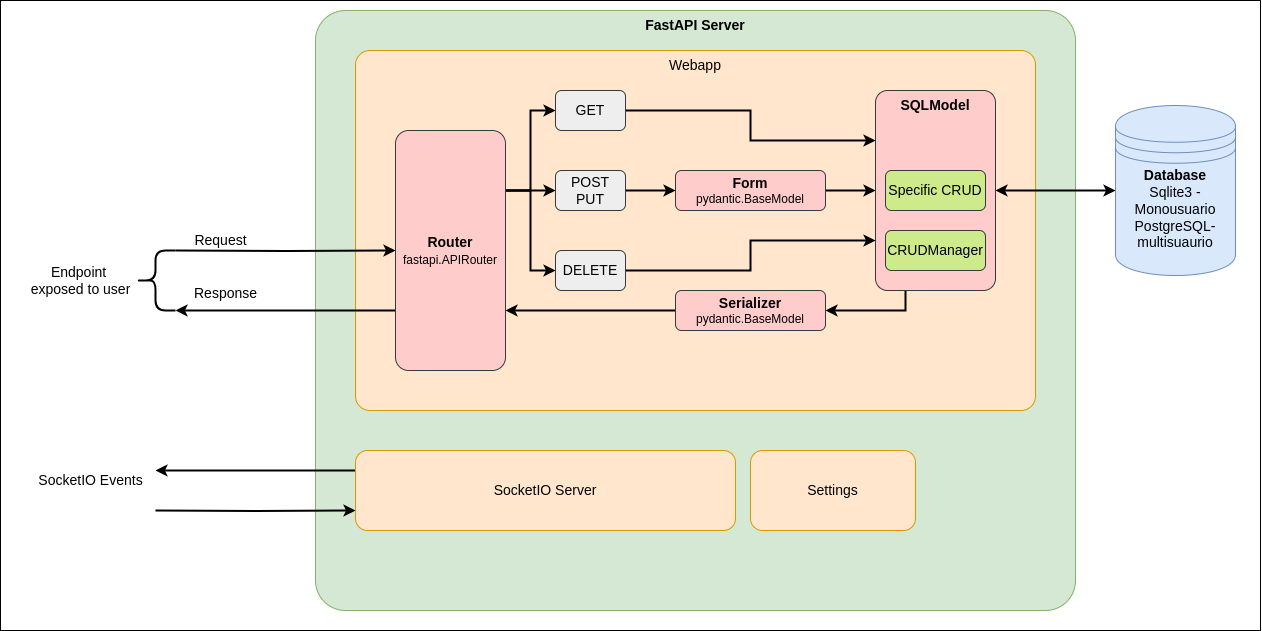 FastAPI Server
Webapp
GET
SQLModel
POST
PUT
Form
pydantic.BaseModel
Specific CRUD
Database
Sqlite3 -
Monousuario
PostgreSQL-
multisuaurio
Request
Router
fastapi.APIRouter
CRUDManager
DELETE
Endpoint
exposed to user
Response
Serializer
pydantic.BaseModel
SocketIO Events
SocketIO Server
Settings